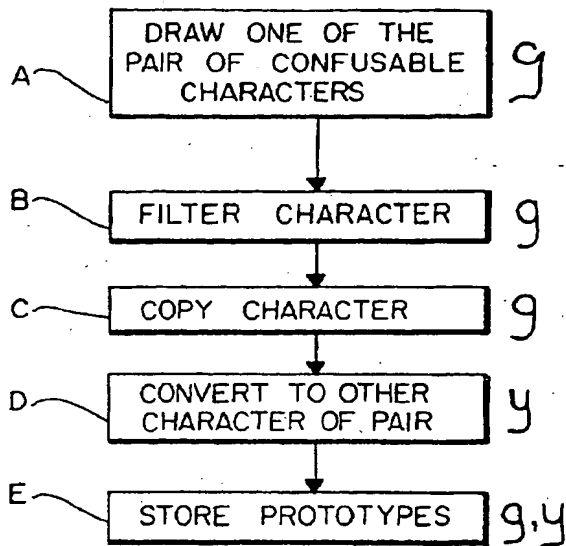 DRAW ONE OF THE
PAIR OF CONFUSABLE
CHARACTERS
A
g
B
FILTER CHARACTER
g
C
COPY CHARACTER
g
D
CONVERT TO OTHER
CHARACTER OF PAIR
y
E
STORE PROTOTYPES
g,y